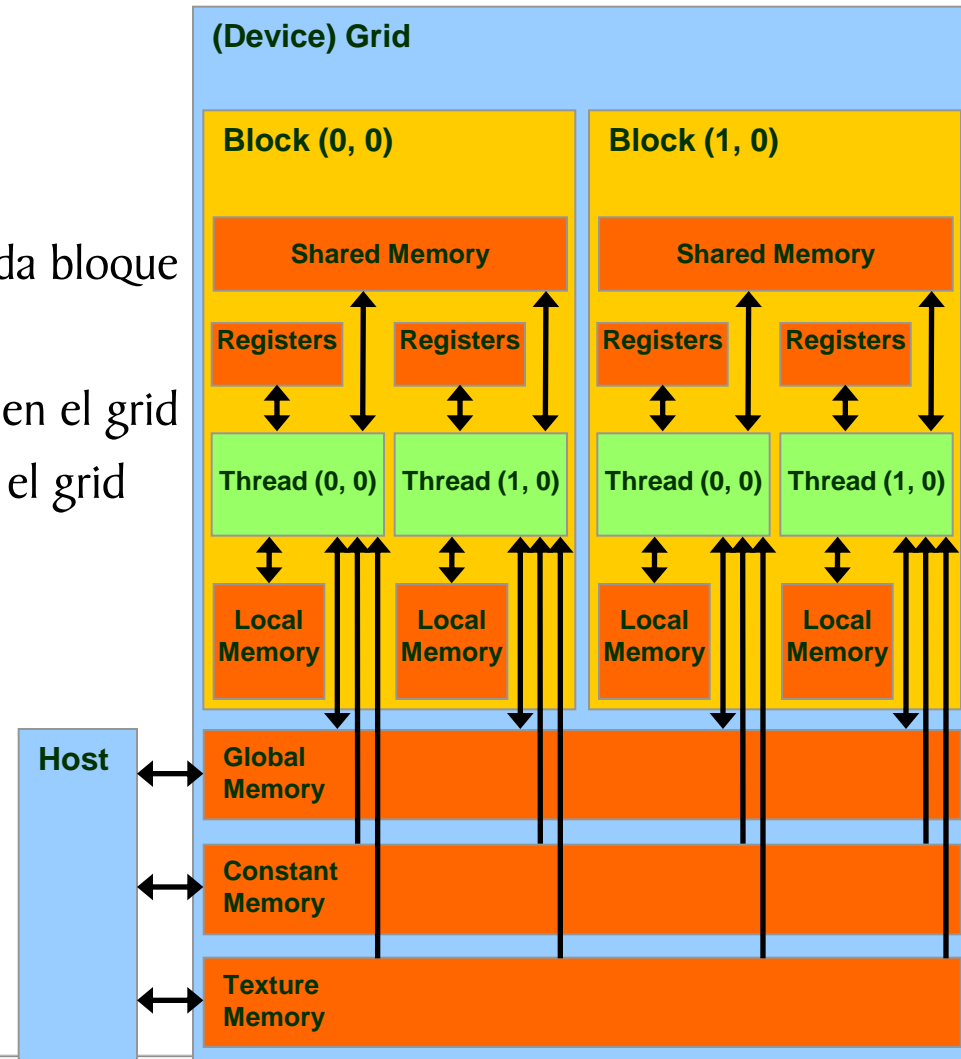 (Device) Grid
Block (0, 0)
Block (1, 0)
Shared Memory
Shared Memory
bloque
Registers
Registers
Registers
Registers
en el grid
el grid
Thread (0, 0)
Thread (1, 0)
Thread (0, 0)
Thread (1, 0)
Local
Memory
Local
Memory
Local
Memory
Local
Memory
Host
Global
Memory
Constant
Memory
Texture
Memory